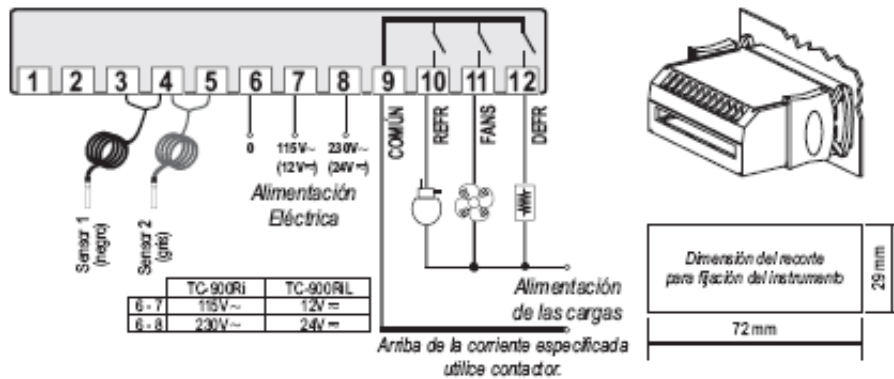 1 2 3 4 5 6 7 8 9 10 11 12
COMÚN
REFR
FANS
DEFR
0
115V~
(12V⎓)
230V~
(24V⎓)
Alimentación
Eléctrica
Sensor 1
(negro)
Sensor 2
(gris)
TC-900Ri TC-900RiL
6 - 7 115V~ 12V⎓
6 - 8 230V~ 24V⎓
Alimentación
de las cargas
Arriba de la corriente especificada
utilice contactor.
Dimensión del recorte
para fijación del instrumento
29 mm
72 mm